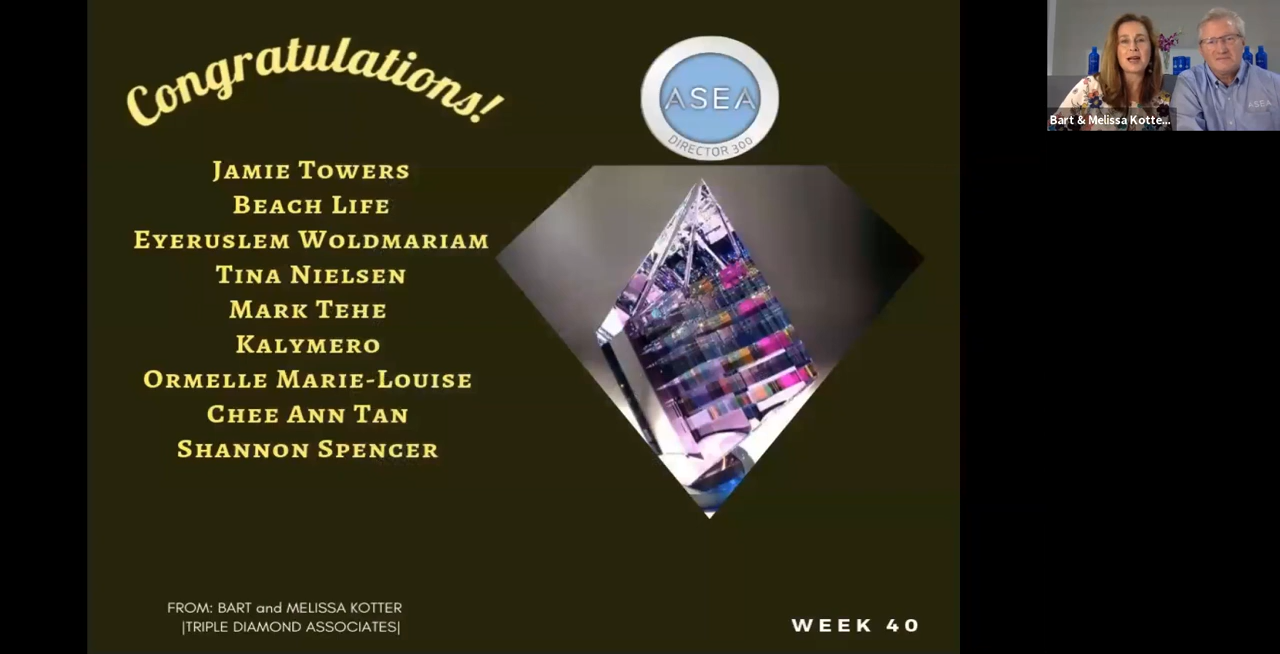 Congratulations!
JAMIE TOWERS
BEACH LIFE
EYERUSLEM WOLDMARIAM
TINA NIELSEN
MARK TEHE
KALYMERO
ORMELLE MARIE-LOUISE
CHEE ANN TAN
SHANNON SPENCER
FROM: BART and MELISSA KOTTER
|TRIPLE DIAMOND ASSOCIATES|
ASEA
DIRECTOR 300
WEEK 40
Bart & Melissa Kotte...
ASEA